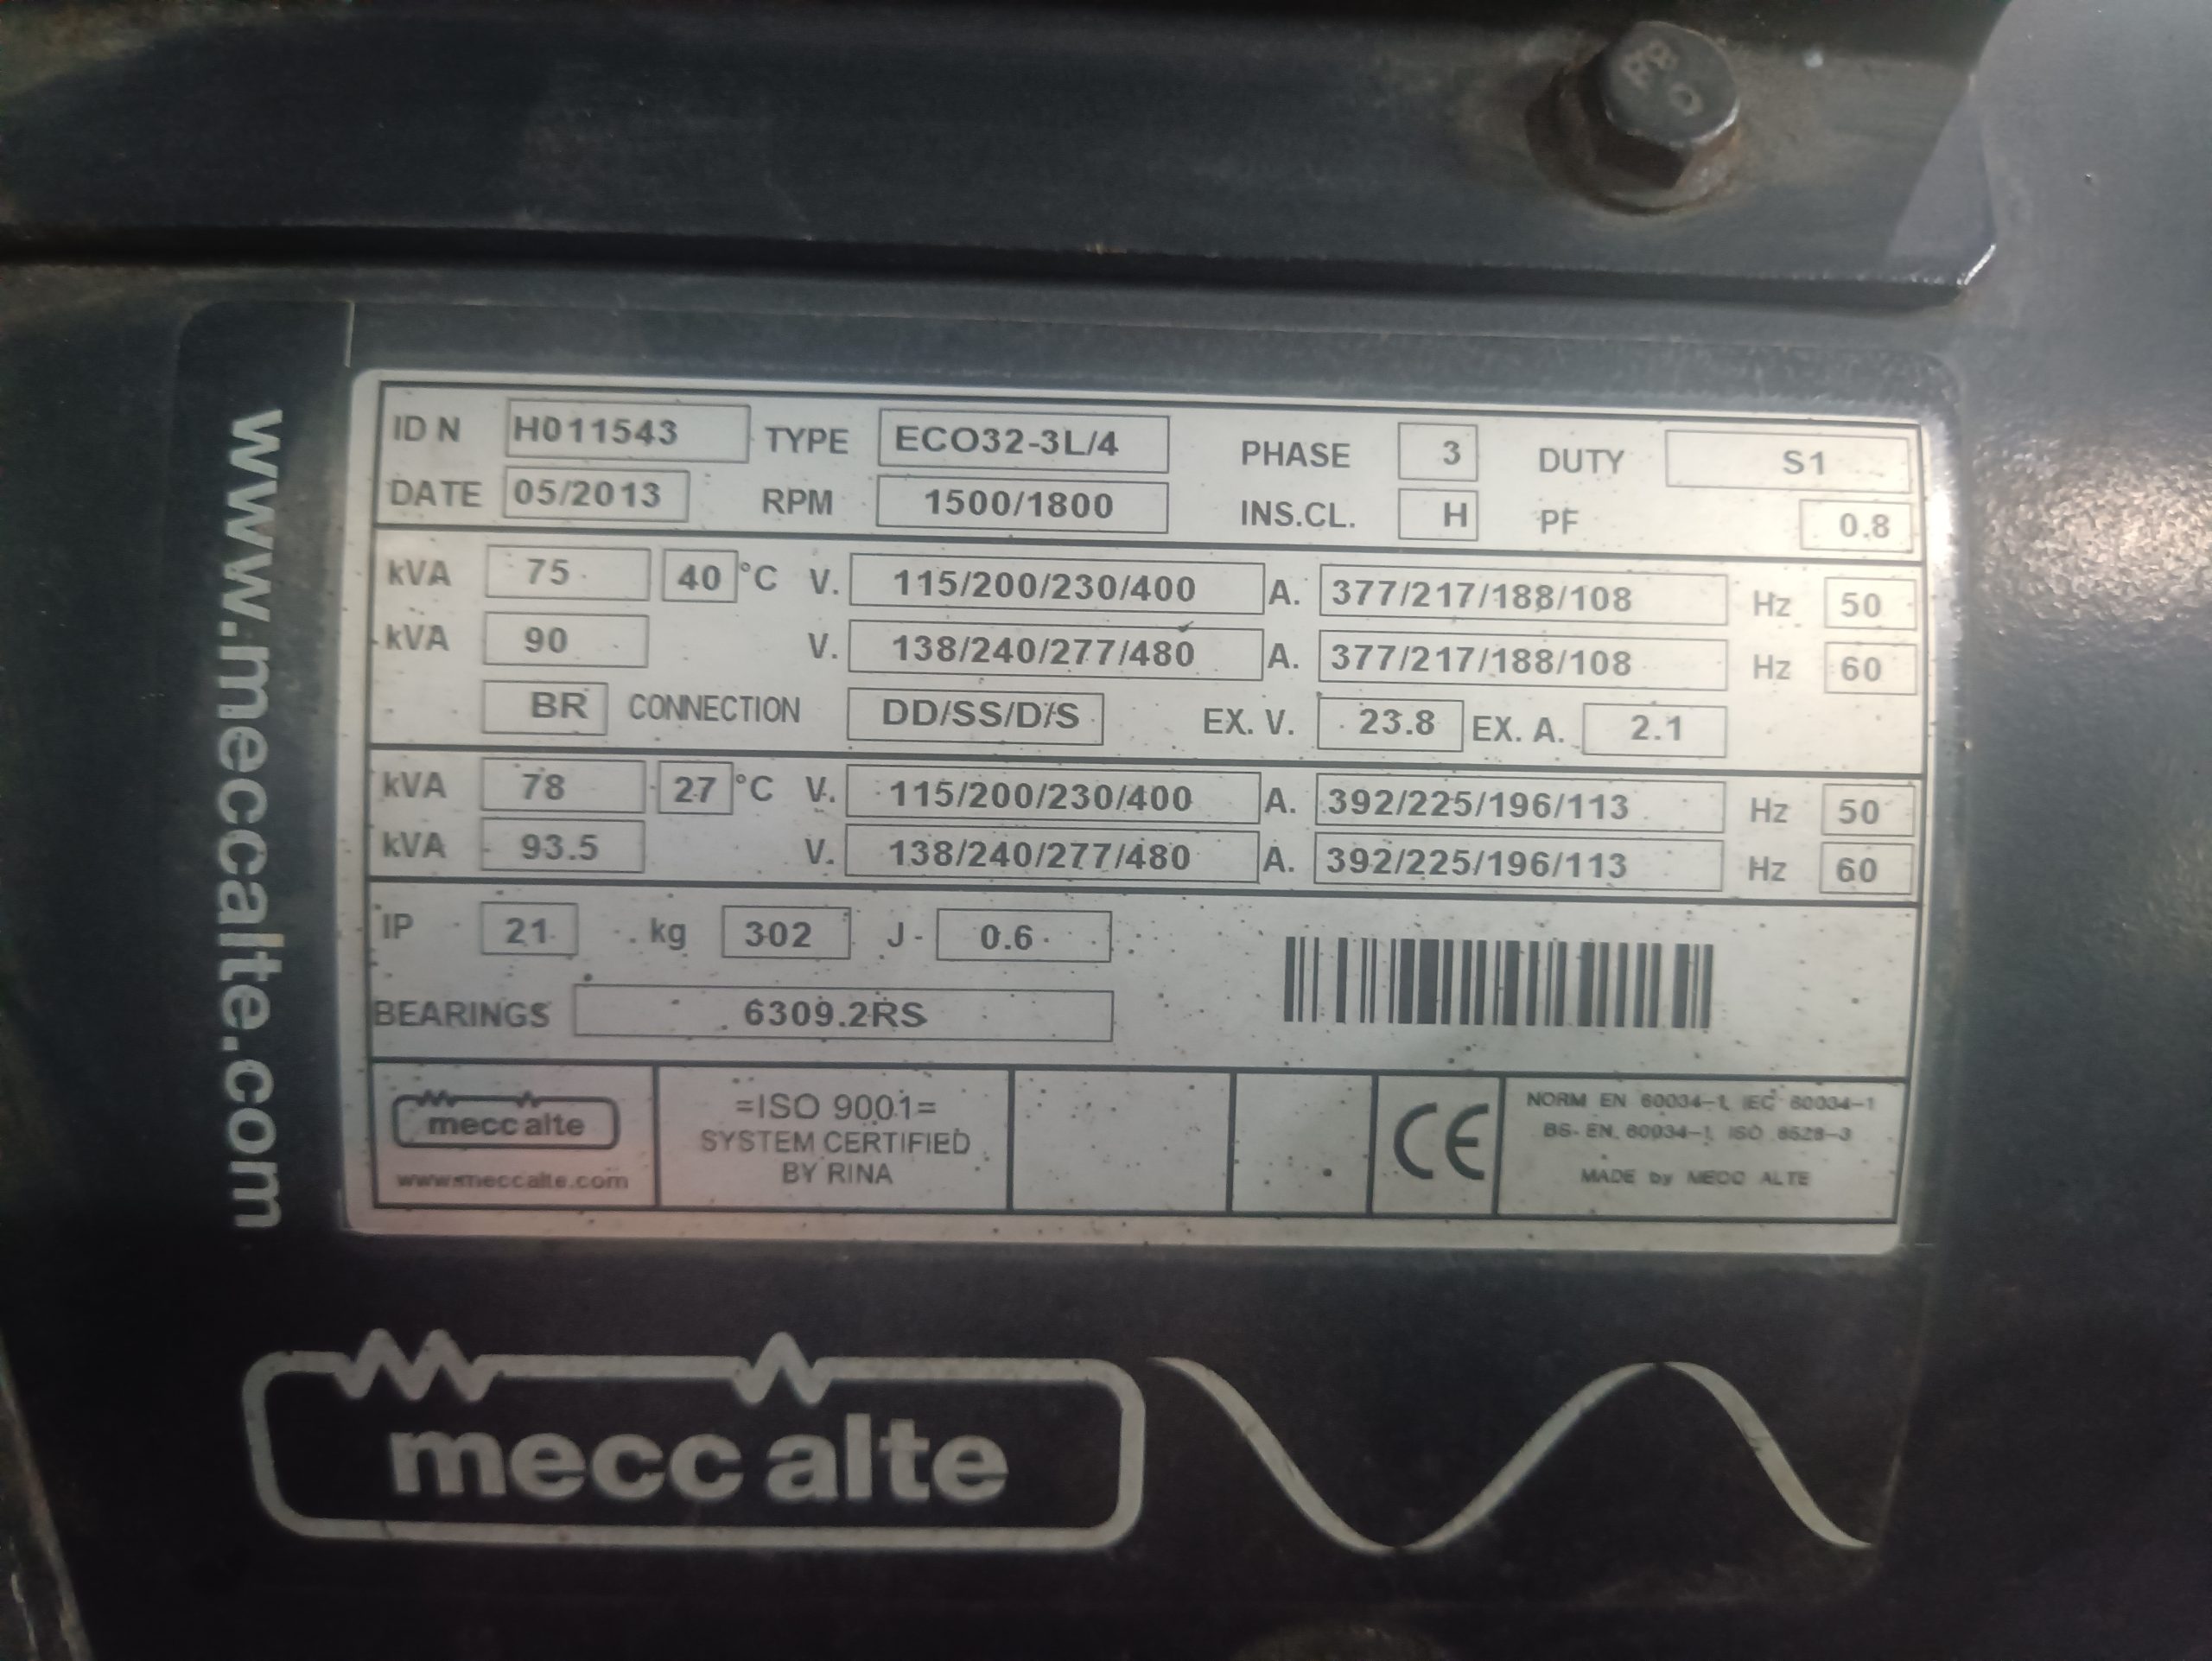 RBO
www.meccalte.com
ID N H011543 TYPE ECO32-3L/4 PHASE 3 DUTY S1
DATE 05/2013 RPM 1500/1800 INS.CL. H PF 0.8
kVA 75 40 °C V. 115/200/230/400 A. 377/217/188/108 Hz 50
kVA 90 V. 138/240/277/480 A. 377/217/188/108 Hz 60
BR CONNECTION DD/SS/D/S EX. V. 23.8 EX. A. 2.1
kVA 78 27 °C V. 115/200/230/400 A. 392/225/196/113 Hz 50
kVA 93.5 V. 138/240/277/480 A. 392/225/196/113 Hz 60
IP 21 kg 302 J 0.6
BEARINGS 6309.2RS
mecc alte
www.meccalte.com
=ISO 9001=
SYSTEM CERTIFIED
BY RINA
CE
NORM EN 60034-1, IEC 60034-1
BS-EN. 60034-1, ISO 8528-3
MADE by MECC ALTE
mecc alte